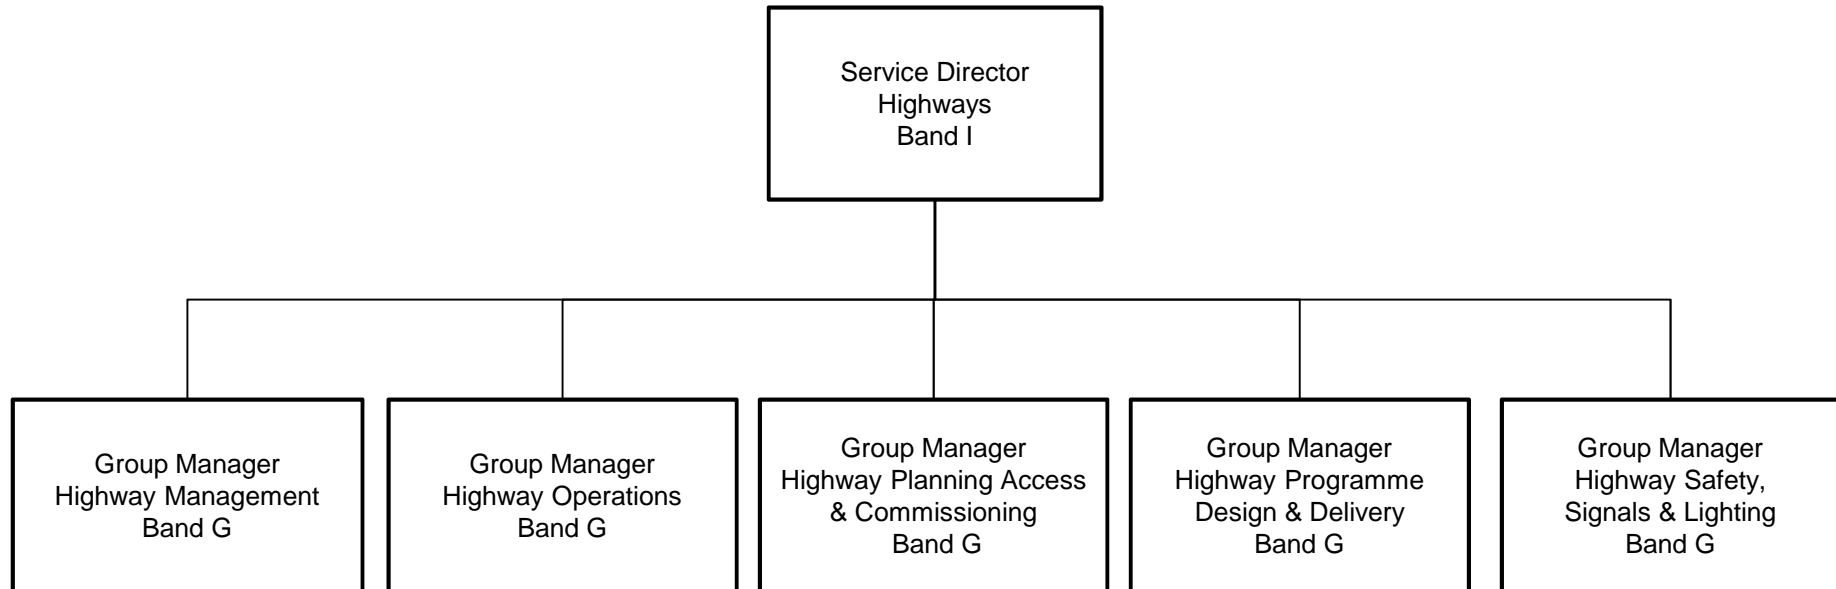 Service Director
Highways
Band I
Group Manager
Highway Management
Band G
Group Manager
Highway Operations
Band G
Group Manager
Highway Planning Access
& Commissioning
Band G
Group Manager
Highway Programme
Design & Delivery
Band G
Group Manager
Highway Safety,
Signals & Lighting
Band G